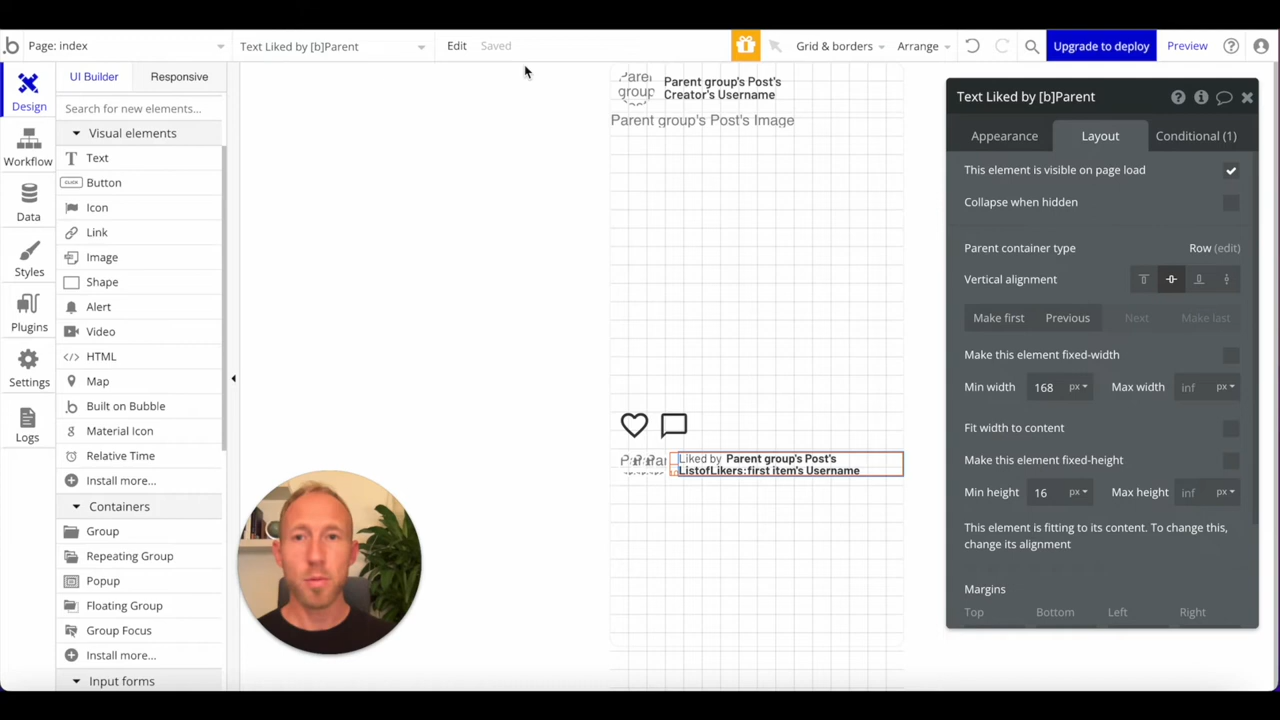 Page: index
Text Liked by [b]Parent
Edit
Saved
Grid & borders
Arrange
Upgrade to deploy
Preview
Design
Workflow
Data
Styles
Plugins
Settings
Logs
UI Builder
Responsive
Search for new elements...
Visual elements
Text
CLICK
Button
Icon
Link
Image
Shape
Alert
Video
</> HTML
Map
Built on Bubble
Material Icon
Relative Time
Install more...
Containers
Group
Repeating Group
Popup
Floating Group
Group Focus
Install more...
Input forms
Parent group's Post's
Creator's Username
Parent group's Post's Image
Liked by Parent group's Post's
ListofLikers:first item's Username
Text Liked by [b]Parent
Appearance
Layout
Conditional (1)
This element is visible on page load
Collapse when hidden
Parent container type
Row (edit)
Vertical alignment
Make first
Previous
Next
Make last
Make this element fixed-width
Min width
168 px
Max width
inf px
Fit width to content
Make this element fixed-height
Min height
16 px
Max height
inf px
This element is fitting to its content. To change this,
change its alignment
Margins
Top
Bottom
Left
Right